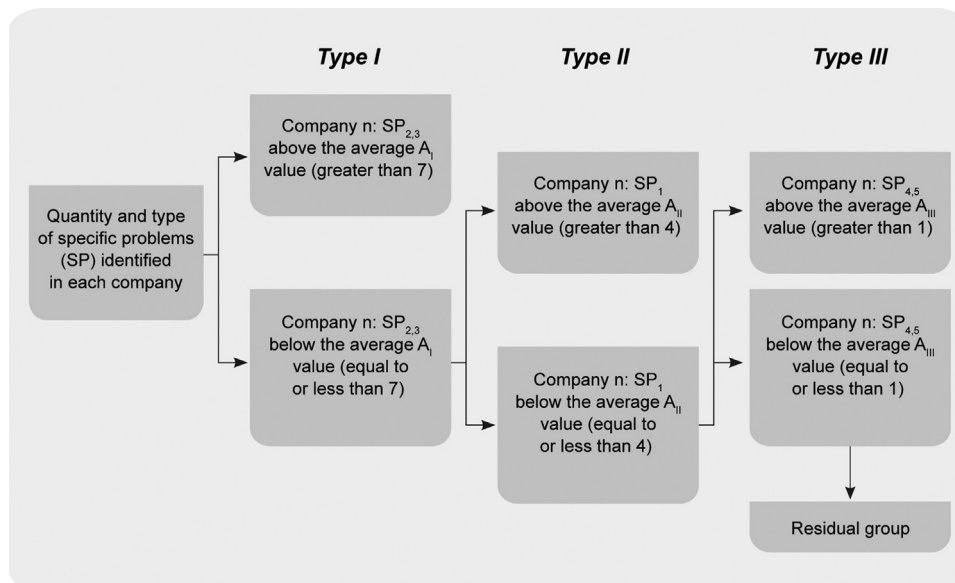 Type I
Type II
Type III
Quantity and type
of specific problems
(SP) identified
in each company
Company n: SP2,3
above the average AI
value (greater than 7)
Company n: SP2,3
below the average AI
value (equal to
or less than 7)
Company n: SP1
above the average AII
value (greater than 4)
Company n: SP1
below the average AII
value (equal to
or less than 4)
Company n: SP4,5
above the average AIII
value (greater than 1)
Company n: SP4,5
below the average AIII
value (equal to
or less than 1)
Residual group